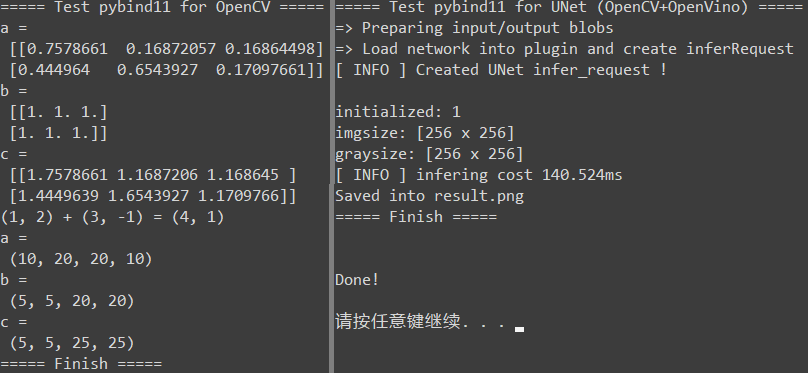 ===== Test pybind11 for OpenCV =====
a =
 [[0.7578661  0.16872057 0.16864498]
 [0.444964   0.6543927  0.17097661]]
b =
 [[1. 1. 1.]
 [1. 1. 1.]]
c =
 [[1.7578661 1.1687206 1.168645 ]
 [1.4449639 1.6543927 1.1709766]]
(1, 2) + (3, -1) = (4, 1)
a =
 (10, 20, 20, 10)
b =
 (5, 5, 20, 20)
c =
 (5, 5, 25, 25)
===== Finish =====
===== Test pybind11 for UNet (OpenCV+OpenVino) =====
=> Preparing input/output blobs
=> Load network into plugin and create inferRequest
[ INFO ] Created UNet infer_request !
initialized: 1
imgsize: [256 x 256]
graysize: [256 x 256]
[ INFO ] infering cost 140.524ms
Saved into result.png
===== Finish =====
Done!
请按任意键继续. . .